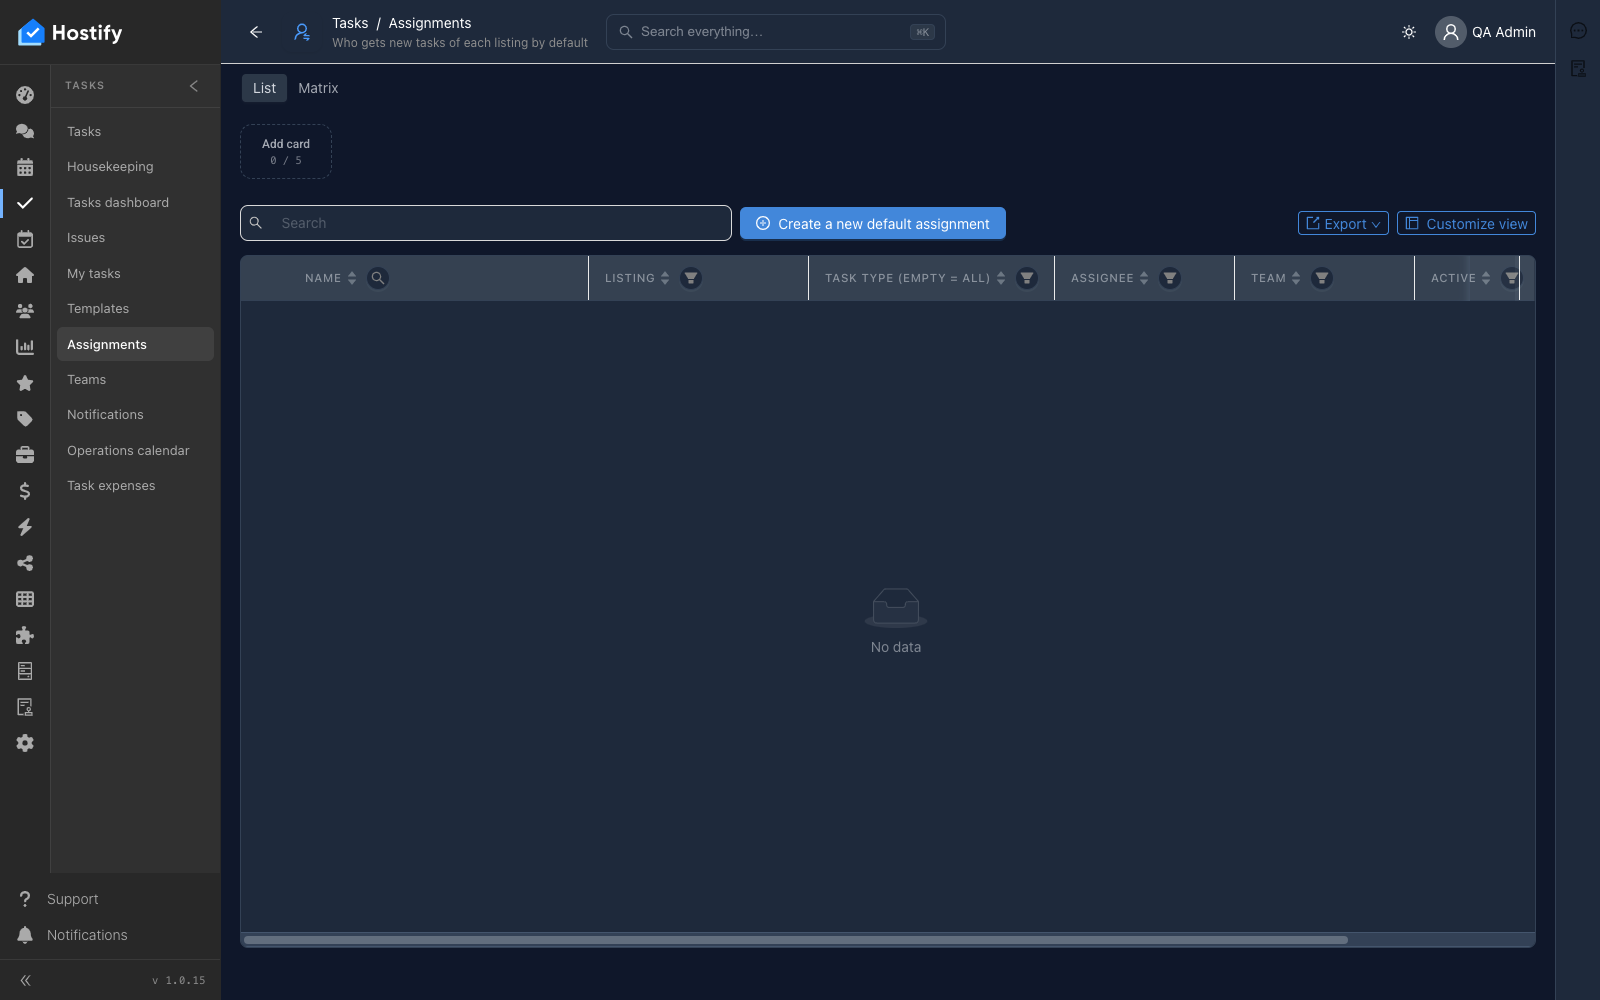 Hostify
TASKS
Tasks
Housekeeping
Tasks dashboard
Issues
My tasks
Templates
Assignments
Teams
Notifications
Operations calendar
Task expenses
Support
Notifications
v 1.0.15
Tasks / Assignments
Who gets new tasks of each listing by default
Search everything...
⌘K
QA Admin
List
Matrix
Add card
0 / 5
Search
Create a new default assignment
Export
Customize view
NAME
LISTING
TASK TYPE (EMPTY = ALL)
ASSIGNEE
TEAM
ACTIVE
No data